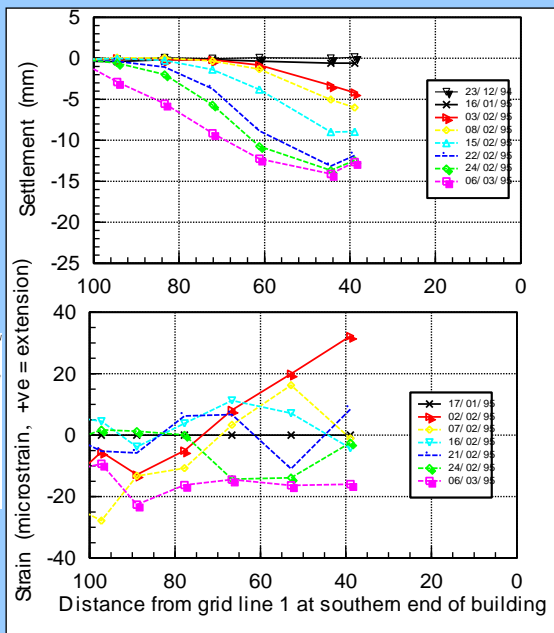 Settlement (mm)
0
-5
-10
-15
-20
-25
100 80 60 40 20 0
23/ 12/ 94
16/ 01/ 95
03/ 02/ 95
08/ 02/ 95
15/ 02/ 95
22/ 02/ 95
24/ 02/ 95
06/ 03/ 95
Strain (microstrain, +ve = extension)
40
20
0
-20
-40
100 80 60 40 20 0
17/ 01/ 95
02/ 02/ 95
07/ 02/ 95
16/ 02/ 95
21/ 02/ 95
24/ 02/ 95
06/ 03/ 95
Distance from grid line 1 at southern end of building